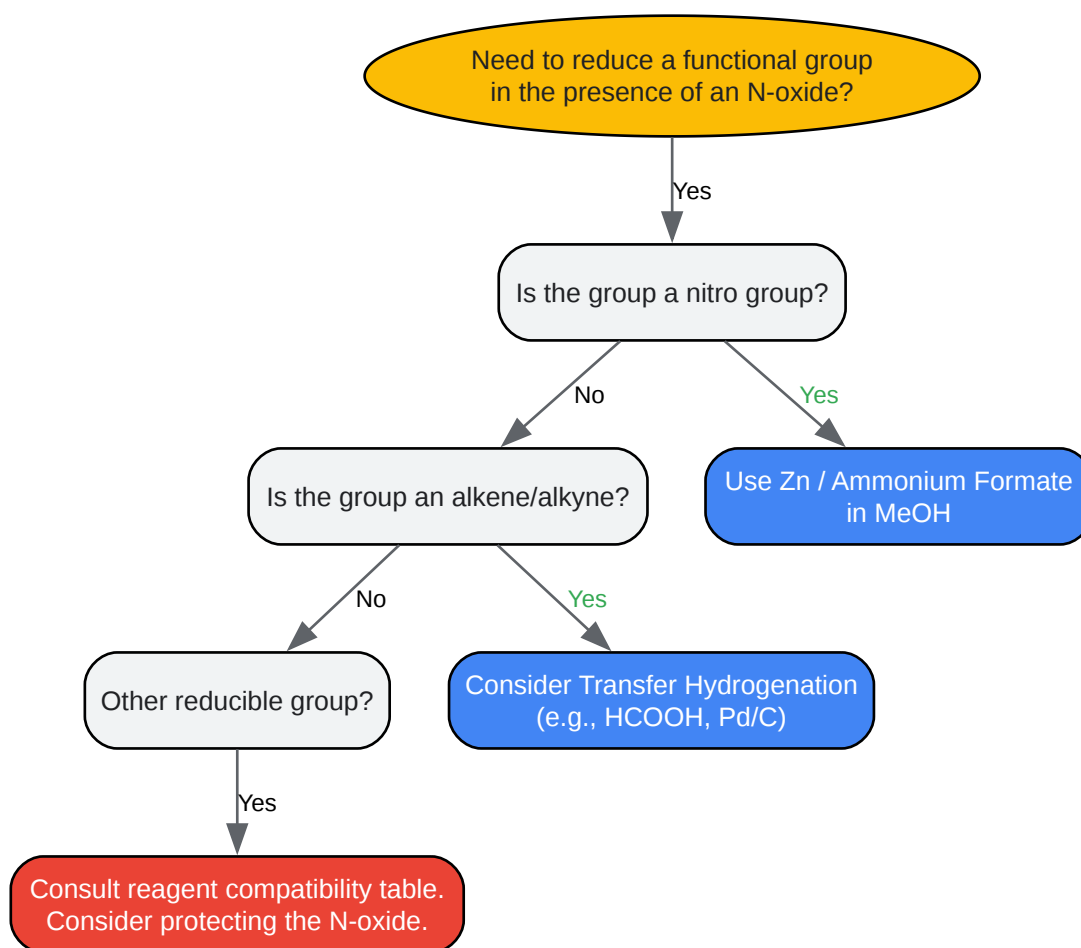 Need to reduce a functional group
in the presence of an N-oxide?
Yes
Is the group a nitro group?
No
Yes
Is the group an alkene/alkyne?
Use Zn / Ammonium Formate
in MeOH
No
Yes
Other reducible group?
Consider Transfer Hydrogenation
(e.g., HCOOH, Pd/C)
Yes
Consult reagent compatibility table.
Consider protecting the N-oxide.